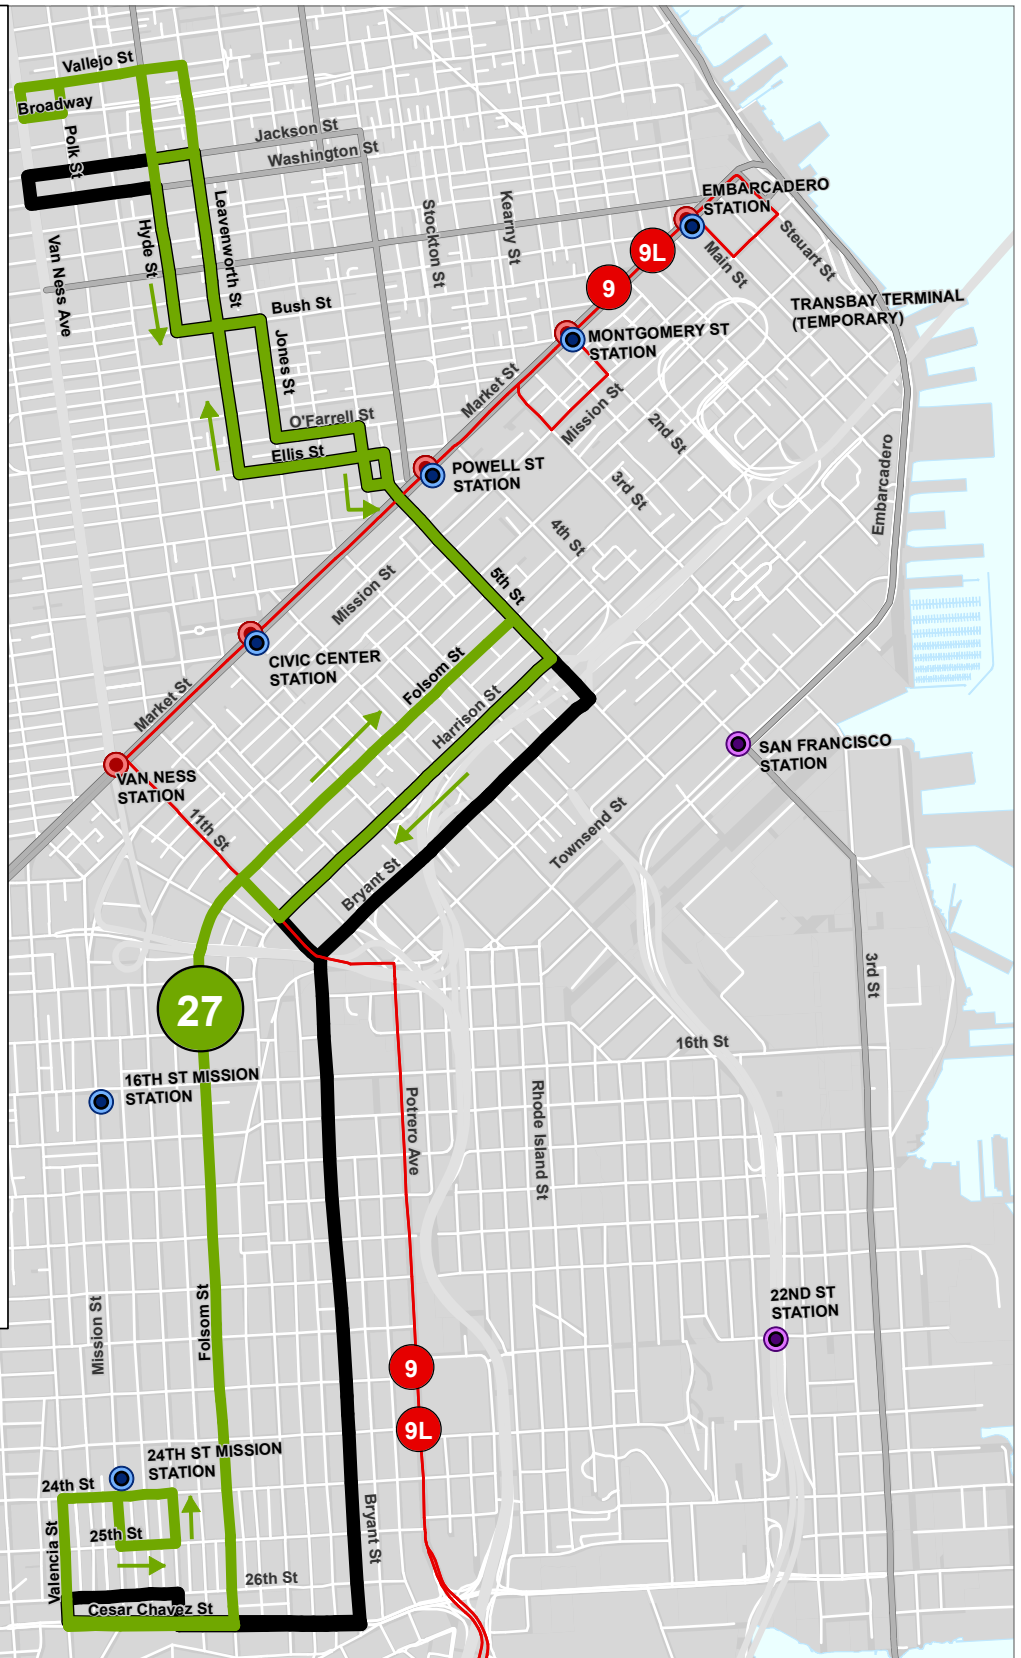 Vallejo St
Broadway
Polk St
Jackson St
Washington St
Van Ness Ave
Hyde St
Leavenworth St
Stockton St
Kearny St
EMBARCADERO
STATION
9L
9
Main St
Steuart St
Bush St
Jones St
TRANSBAY TERMINAL
(TEMPORARY)
MONTGOMERY ST
STATION
Market St
Mission St
O'Farrell St
Ellis St
2nd St
POWELL ST
STATION
3rd St
4th St
Embarcadero
Mission St
5th St
CIVIC CENTER
STATION
Folsom St
Harrison St
Market St
SAN FRANCISCO
STATION
VAN NESS
STATION
11th St
Townsend St
Bryant St
3rd St
27
16th St
16TH ST MISSION
STATION
Potrero Ave
Rhode Island St
22ND ST
STATION
Mission St
Folsom St
9
9L
24TH ST MISSION
STATION
24th St
25th St
Valencia St
Bryant St
26th St
Cesar Chavez St